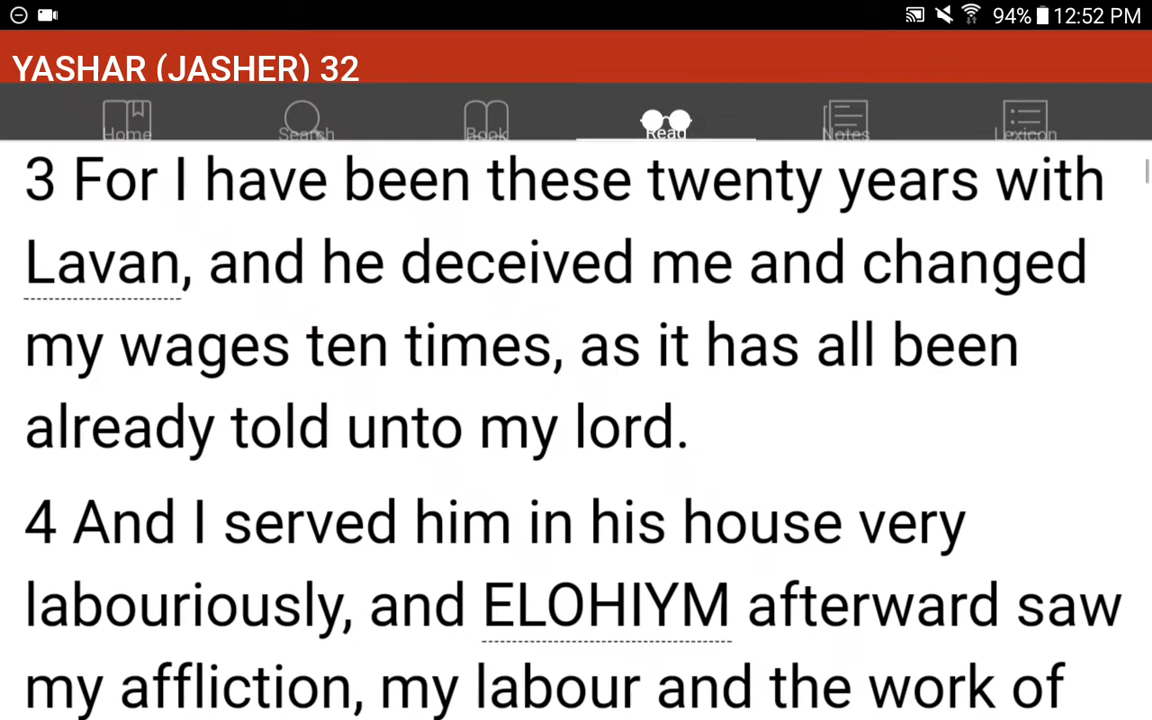 94% 12:52 PM
YASHAR (JASHER) 32
Home Search Book Read Notes Lexicon
3 For I have been these twenty years with
Lavan, and he deceived me and changed
my wages ten times, as it has all been
already told unto my lord.
4 And I served him in his house very
labouriously, and ELOHIYM afterward saw
my affliction, my labour and the work of